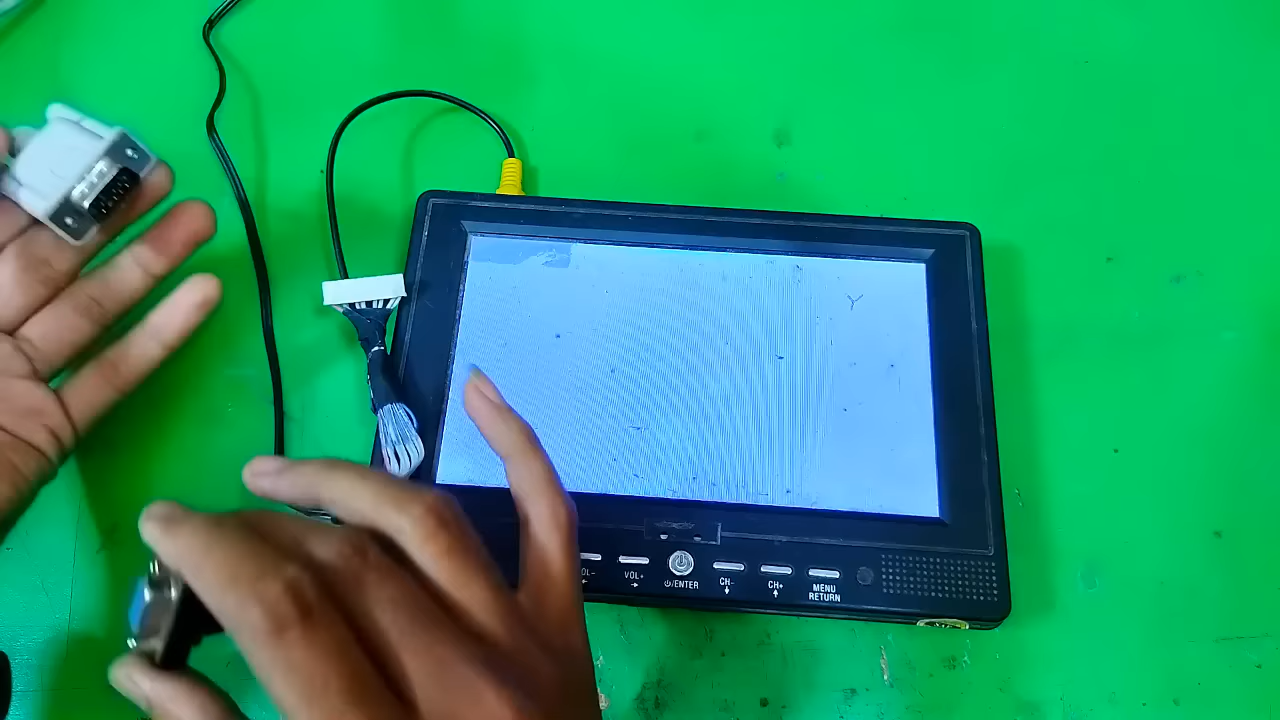 VOL+
⏻/ENTER
CH-
CH+
MENU
RETURN